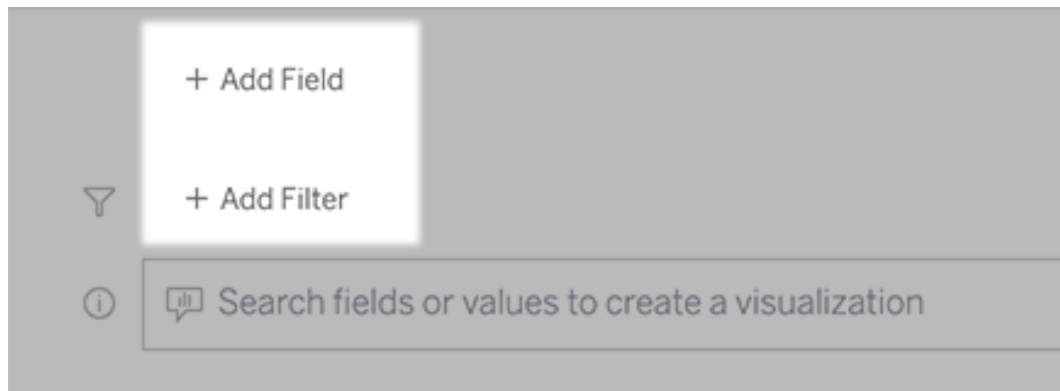 + Add Field
+ Add Filter
Search fields or values to create a visualization